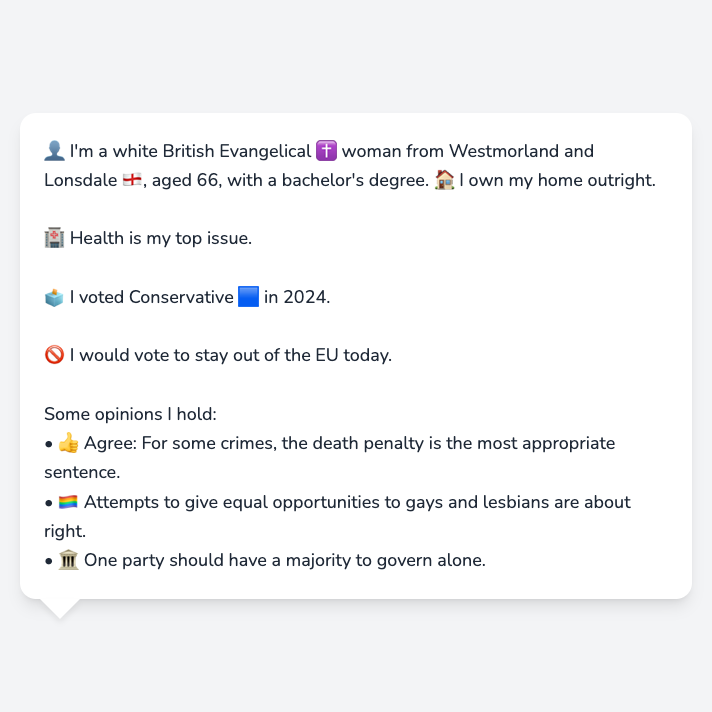 👤 I'm a white British Evangelical ✝️ woman from Westmorland and
Lonsdale 🏴󠁧󠁢󠁥󠁮󠁧󠁿, aged 66, with a bachelor's degree. 🏠 I own my home outright.
🏥 Health is my top issue.
🗳️ I voted Conservative 🟦 in 2024.
🚫 I would vote to stay out of the EU today.
Some opinions I hold:
• 👍 Agree: For some crimes, the death penalty is the most appropriate
sentence.
• 🏳️‍🌈 Attempts to give equal opportunities to gays and lesbians are about
right.
• 🏛️ One party should have a majority to govern alone.